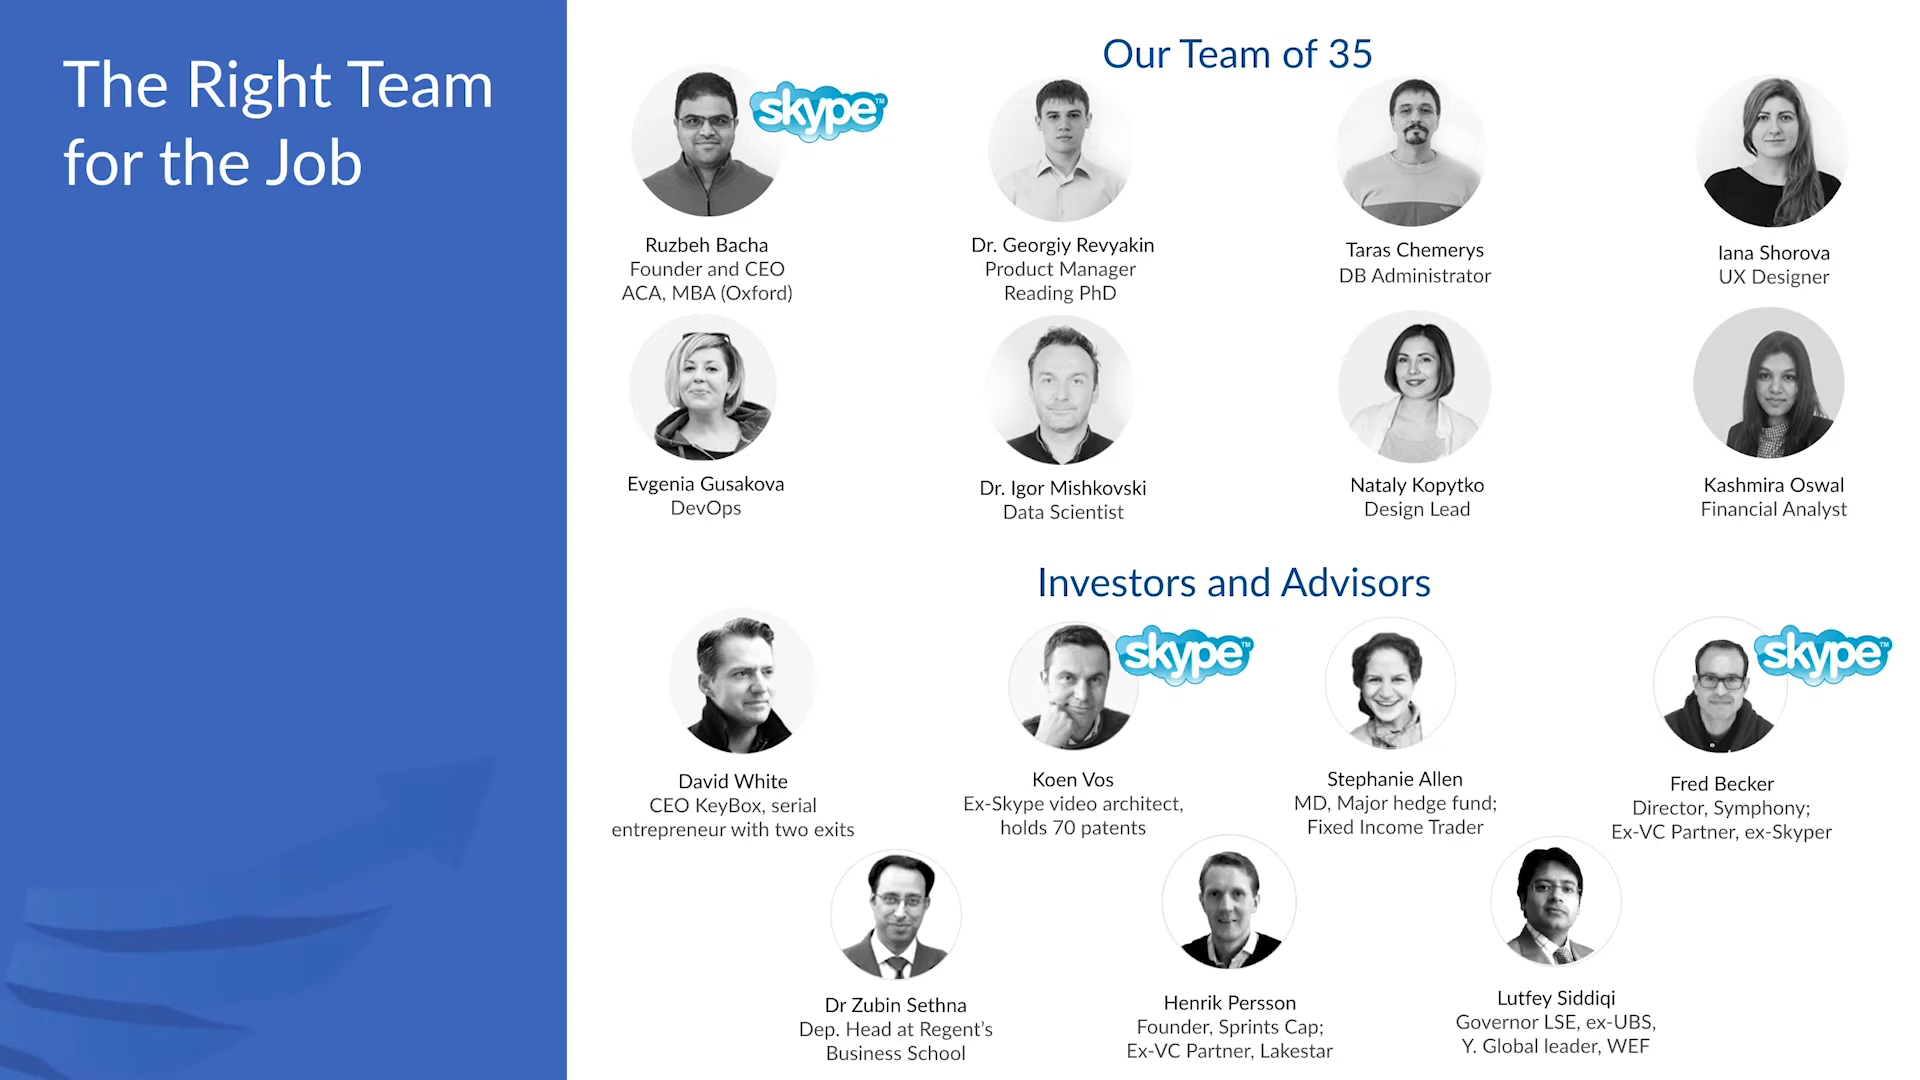 The Right Team
for the Job
Our Team of 35
skype™
Ruzbeh Bacha
Founder and CEO
ACA, MBA (Oxford)
Dr. Georgiy Revyakin
Product Manager
Reading PhD
Taras Chemerys
DB Administrator
Iana Shorova
UX Designer
Evgenia Gusakova
DevOps
Dr. Igor Mishkovski
Data Scientist
Nataly Kopytko
Design Lead
Kashmira Oswal
Financial Analyst
Investors and Advisors
David White
CEO KeyBox, serial
entrepreneur with two exits
skype™
Koen Vos
Ex-Skype video architect,
holds 70 patents
Stephanie Allen
MD, Major hedge fund;
Fixed Income Trader
skype™
Fred Becker
Director, Symphony;
Ex-VC Partner, ex-Skyper
Dr Zubin Sethna
Dep. Head at Regent’s
Business School
Henrik Persson
Founder, Sprints Cap;
Ex-VC Partner, Lakestar
Lutfey Siddiqi
Governor LSE, ex-UBS,
Y. Global leader, WEF